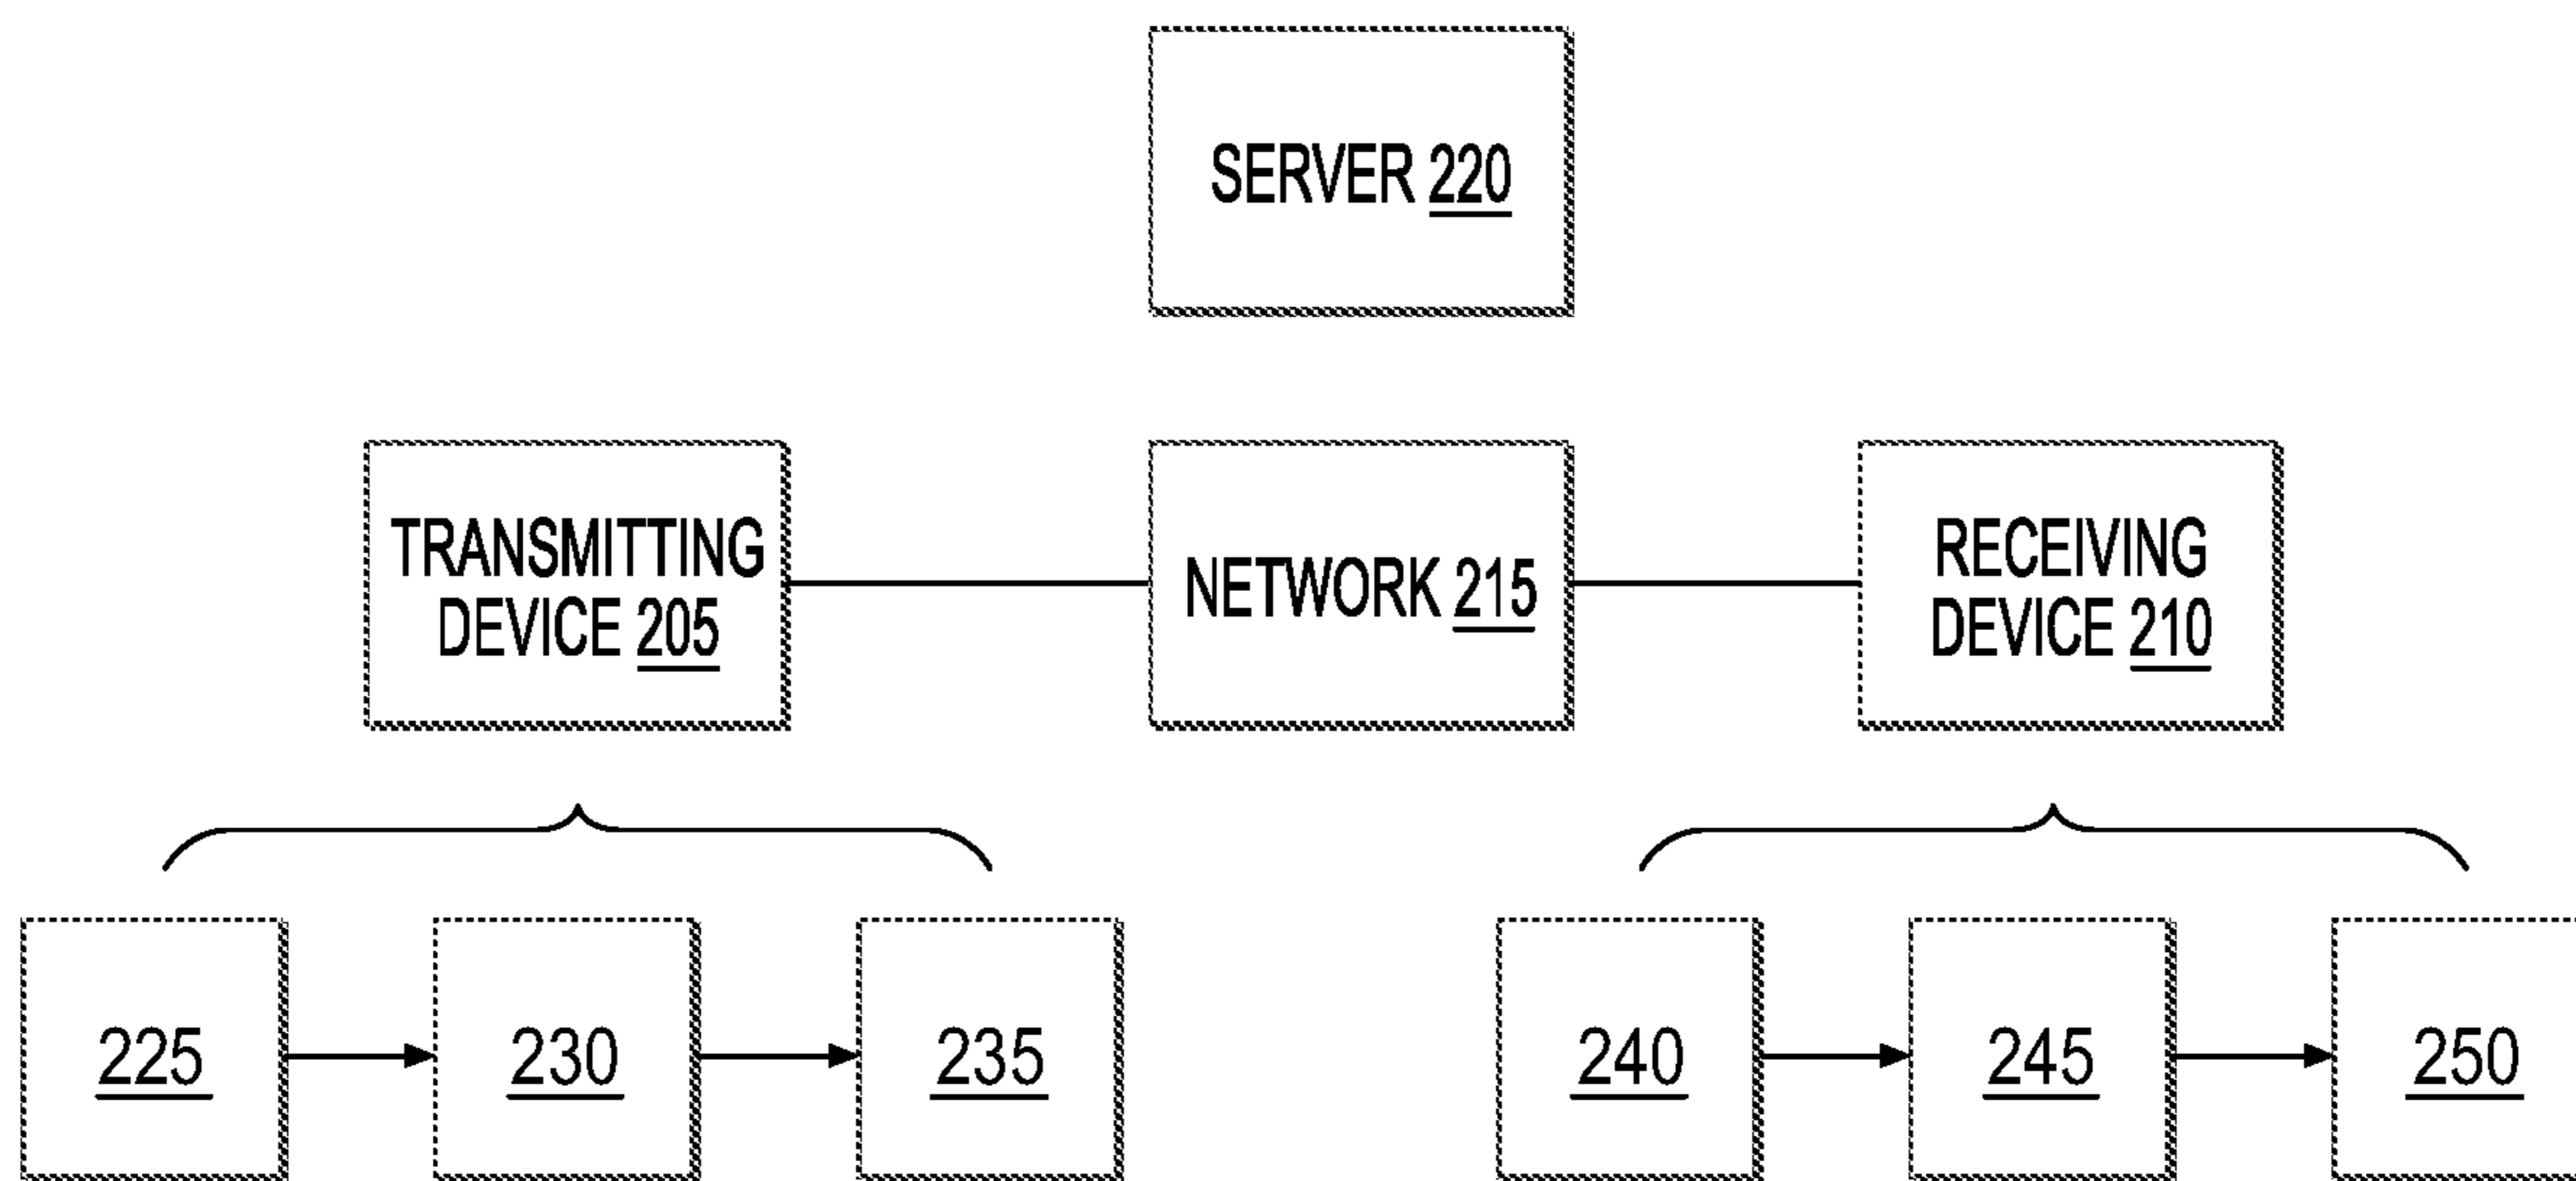 SERVER 220
TRANSMITTING
DEVICE 205
NETWORK 215
RECEIVING
DEVICE 210
225
230
235
240
245
250